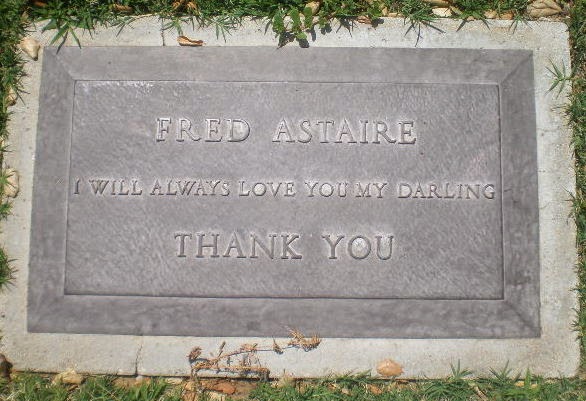 FRED ASTAIRE
I WILL ALWAYS LOVE YOU MY DARLING
THANK YOU